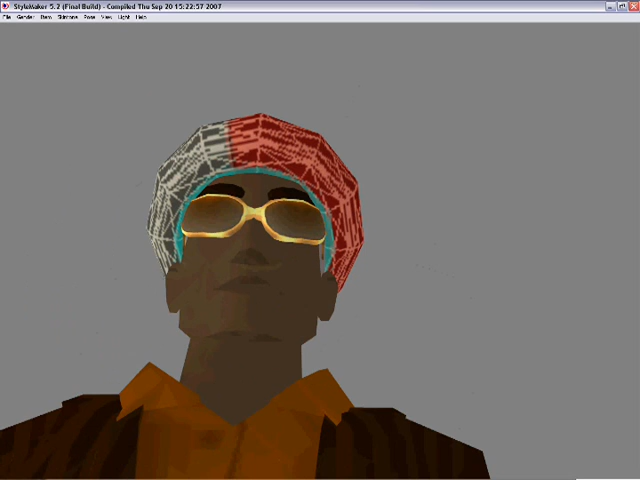 StyleMaker 5.2 (Final Build) - Compiled Thu Sep 20 15:22:57 2007
File Gender Item Skintone Pose View Light Help